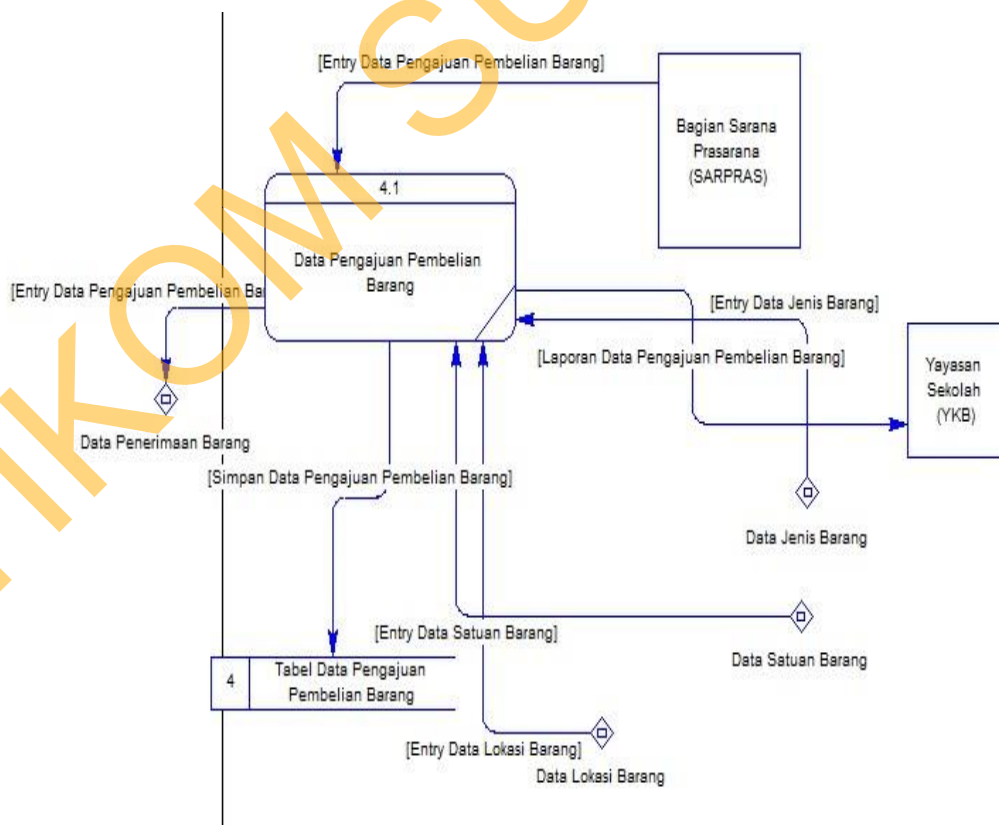 IKOM SU
[Entry Data Pengajuan Pembelian Barang]
Bagian Sarana
Prasarana
(SARPRAS)
4.1
Data Pengajuan Pembelian
Barang
[Entry Data Pengajuan Pembelian Bar
[Entry Data Jenis Barang]
[Laporan Data Pengajuan Pembelian Barang]
Yayasan
Sekolah
(YKB)
Data Penerimaan Barang
[Simpan Data Pengajuan Pembelian Barang]
Data Jenis Barang
[Entry Data Satuan Barang]
Data Satuan Barang
4
Tabel Data Pengajuan
Pembelian Barang
[Entry Data Lokasi Barang]
Data Lokasi Barang